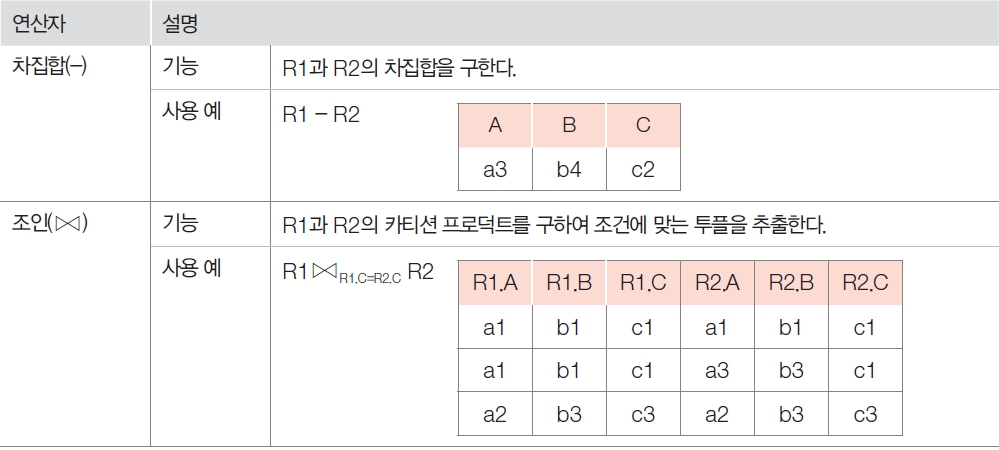 연산자 설명
차집합(-) 기능 R1과 R2의 차집합을 구한다.
사용 예 R1 - R2
A B C
a3 b4 c2
조인(⋈) 기능 R1과 R2의 카티션 프로덕트를 구하여 조건에 맞는 투플을 추출한다.
사용 예 R1⋈R1.C=R2.C R2
R1.A R1.B R1.C R2.A R2.B R2.C
a1 b1 c1 a1 b1 c1
a1 b1 c1 a3 b3 c1
a2 b3 c3 a2 b3 c3